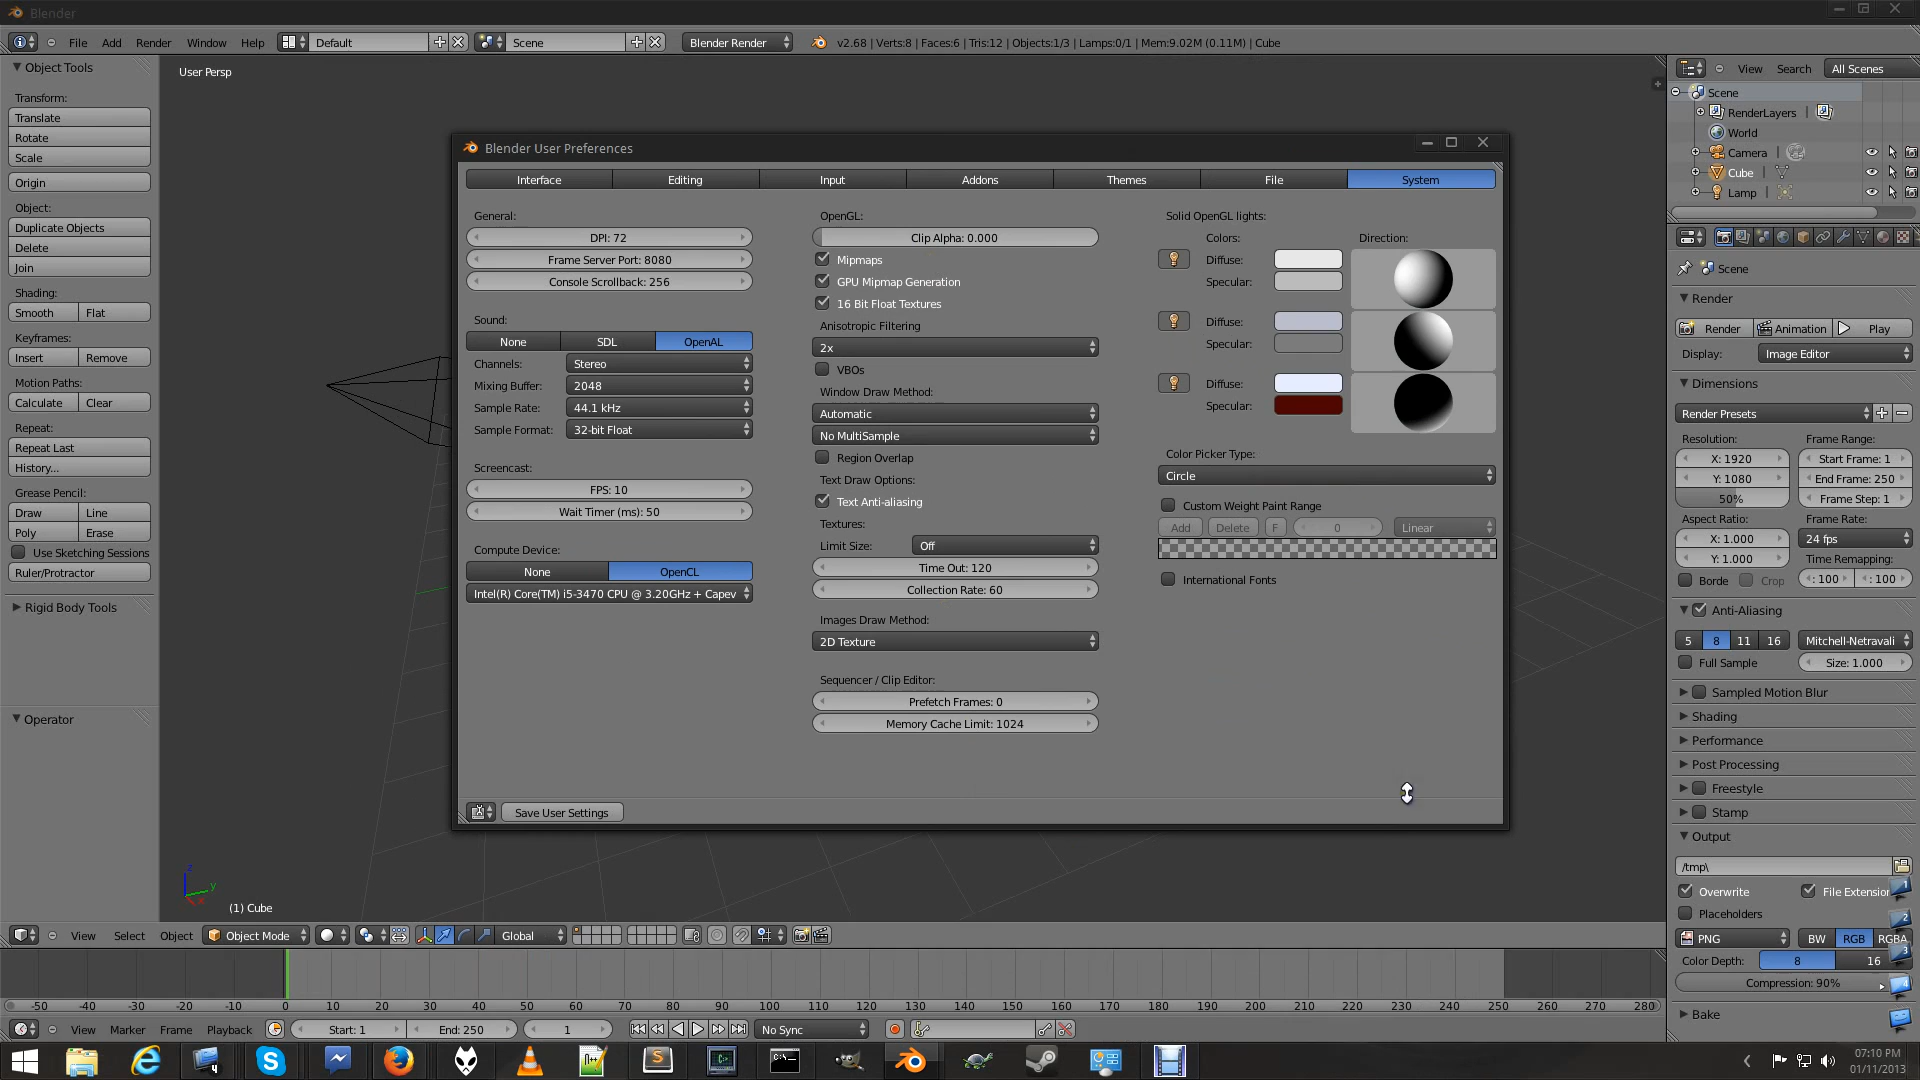 Blender
File Add Render Window Help Default Scene Blender Render v2.68 | Verts:8 | Faces:6 | Tris:12 | Objects:1/3 | Lamps:0/1 | Mem:9.02M (0.11M) | Cube
Object Tools
Transform:
Translate
Rotate
Scale
Origin
Object:
Duplicate Objects
Delete
Join
Shading:
Smooth Flat
Keyframes:
Insert Remove
Motion Paths:
Calculate Clear
Repeat:
Repeat Last
History...
Grease Pencil:
Draw Line
Poly Erase
Use Sketching Sessions
Ruler/Protractor
Rigid Body Tools
Operator
User Persp
Blender User Preferences
Interface Editing Input Addons Themes File System
General:
DPI: 72
Frame Server Port: 8080
Console Scrollback: 256
Sound:
None SDL OpenAL
Channels: Stereo
Mixing Buffer: 2048
Sample Rate: 44.1 kHz
Sample Format: 32-bit Float
Screencast:
FPS: 10
Wait Timer (ms): 50
Compute Device:
None OpenCL
Intel(R) Core(TM) i5-3470 CPU @ 3.20GHz + Capev
OpenGL:
Clip Alpha: 0.000
Mipmaps
GPU Mipmap Generation
16 Bit Float Textures
Anisotropic Filtering
2x
VBOs
Window Draw Method:
Automatic
No MultiSample
Region Overlap
Text Draw Options:
Text Anti-aliasing
Textures:
Limit Size: Off
Time Out: 120
Collection Rate: 60
Images Draw Method:
2D Texture
Sequencer / Clip Editor:
Prefetch Frames: 0
Memory Cache Limit: 1024
Solid OpenGL lights:
Colors: Direction:
Diffuse:
Specular:
Diffuse:
Specular:
Diffuse:
Specular:
Color Picker Type:
Circle
Custom Weight Paint Range
Add Delete F 0 Linear
International Fonts
Save User Settings
z
y
x
(1) Cube
View Select Object Object Mode Global
-50 -40 -30 -20 -10 0 10 20 30 40 50 60 70 80 90 100 110 120 130 140 150 160 170 180 190 200 210 220 230 240 250 260 270 280
View Marker Frame Playback Start: 1 End: 250 1 No Sync
View Search All Scenes
Scene
RenderLayers |
World
Camera |
Cube |
Lamp |
Scene
Render
Render Animation Play
Display: Image Editor
Dimensions
Render Presets
Resolution: Frame Range:
X: 1920 Start Frame: 1
Y: 1080 End Frame: 250
50% Frame Step: 1
Aspect Ratio: Frame Rate:
X: 1.000 24 fps
Y: 1.000 Time Remapping:
Borde Crop : 100 : 100
Anti-Aliasing
5 8 11 16 Mitchell-Netravali
Full Sample Size: 1.000
Sampled Motion Blur
Shading
Performance
Post Processing
Freestyle
Stamp
Output
/tmp\
Overwrite File Extension
Placeholders
PNG BW RGB RGBA
Color Depth: 8 16
Compression: 90%
Bake
1
2
3
4
07:10 PM
01/11/2013